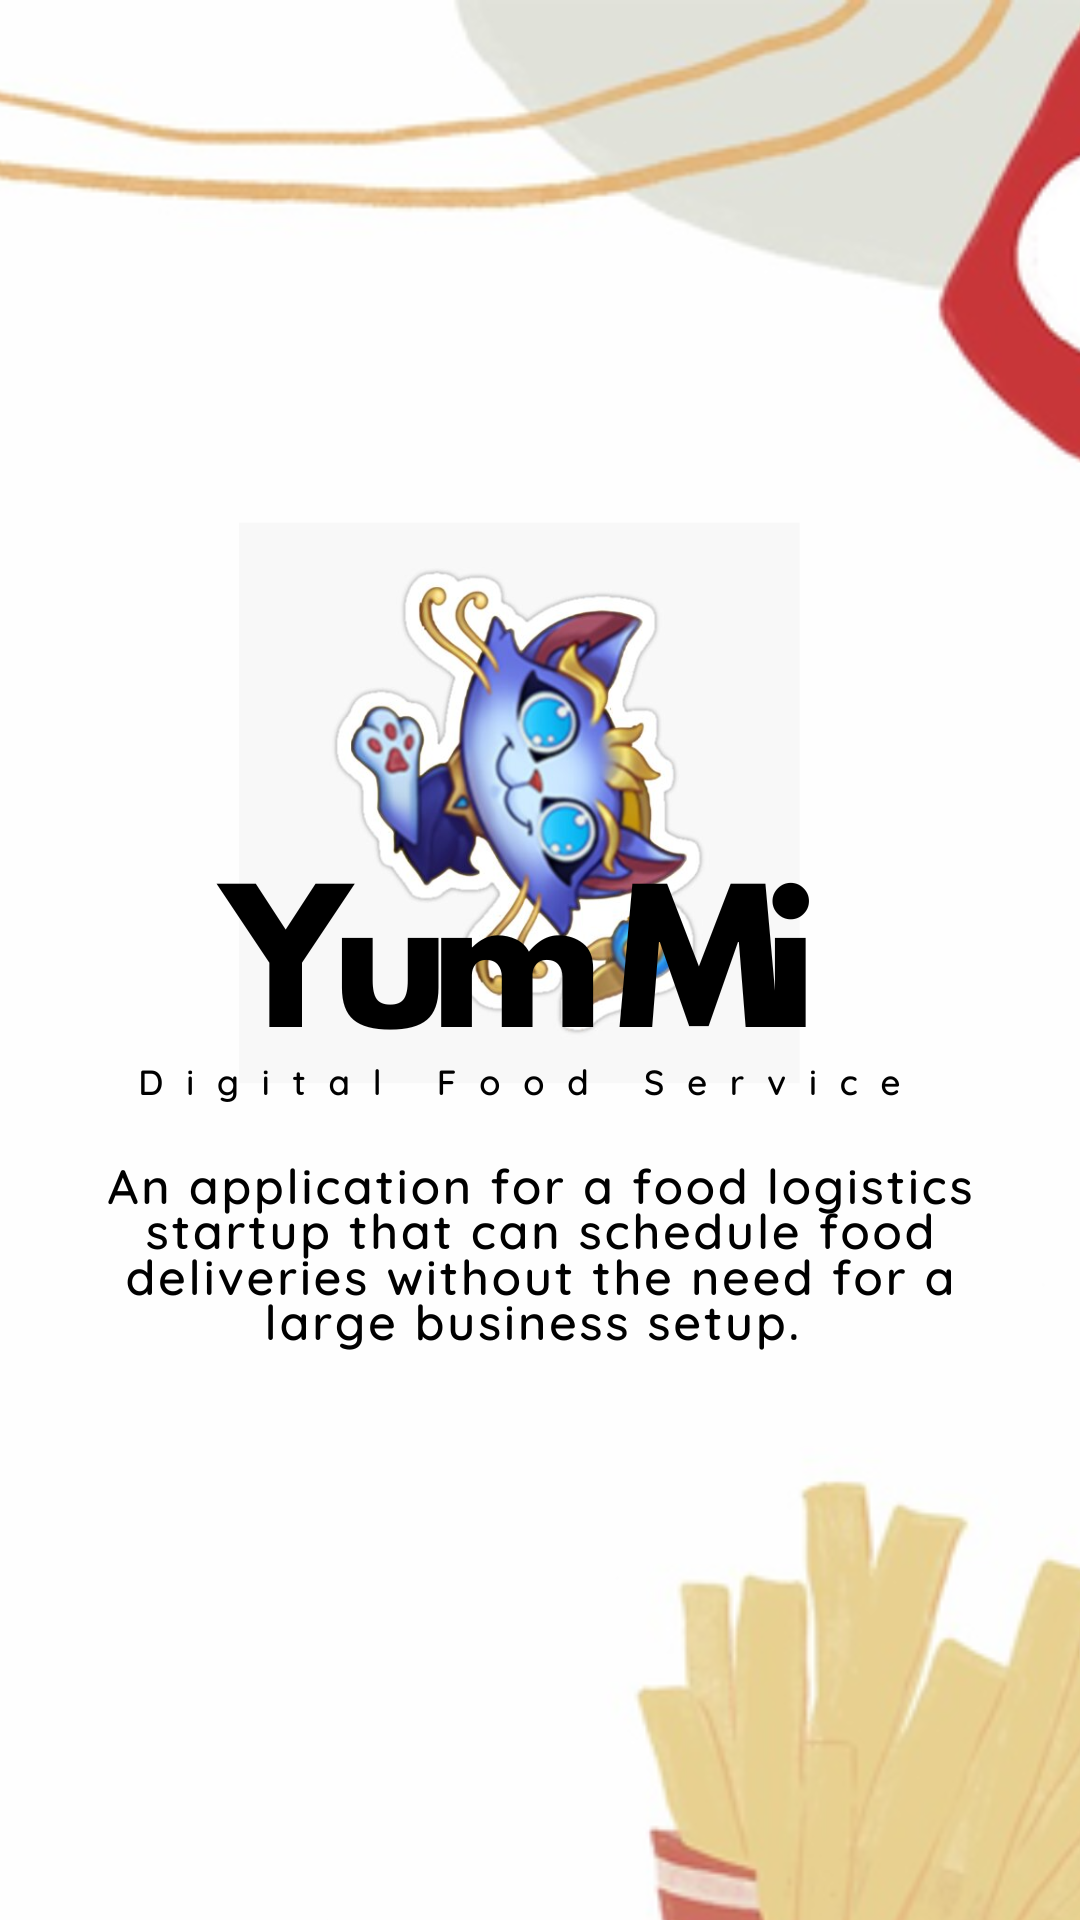 YumMi
Digital Food Service
An application for a food logistics
startup that can schedule food
deliveries without the need for a
large business setup.